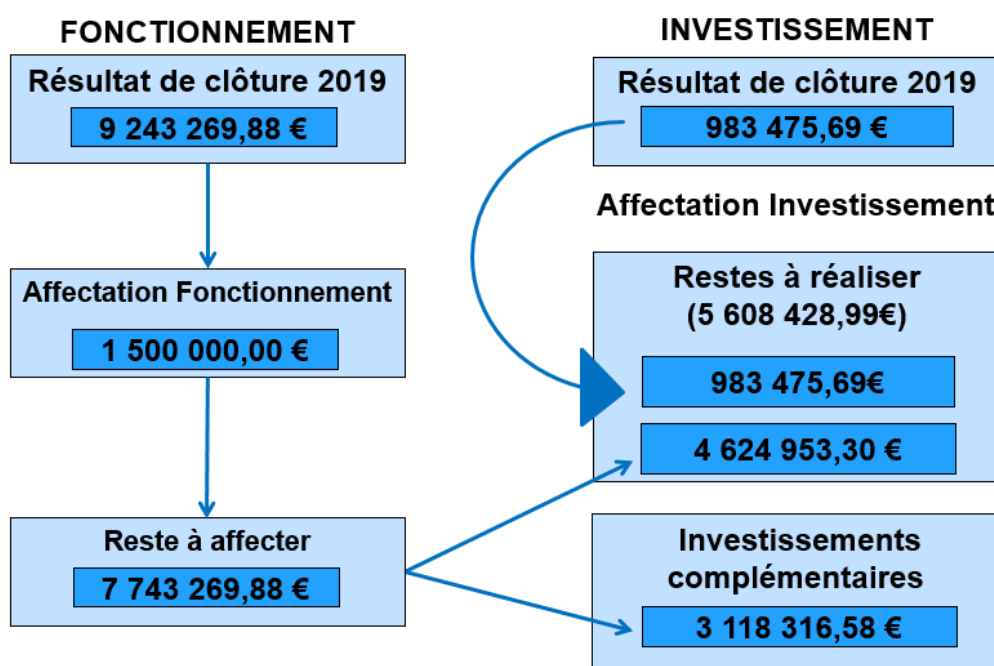 FONCTIONNEMENT
Résultat de clôture 2019
9 243 269,88 €
Affectation Fonctionnement
1 500 000,00 €
Reste à affecter
7 743 269,88 €
INVESTISSEMENT
Résultat de clôture 2019
983 475,69 €
Affectation Investissement
Restes à réaliser
(5 608 428,99€)
983 475,69€
4 624 953,30 €
Investissements
complémentaires
3 118 316,58 €